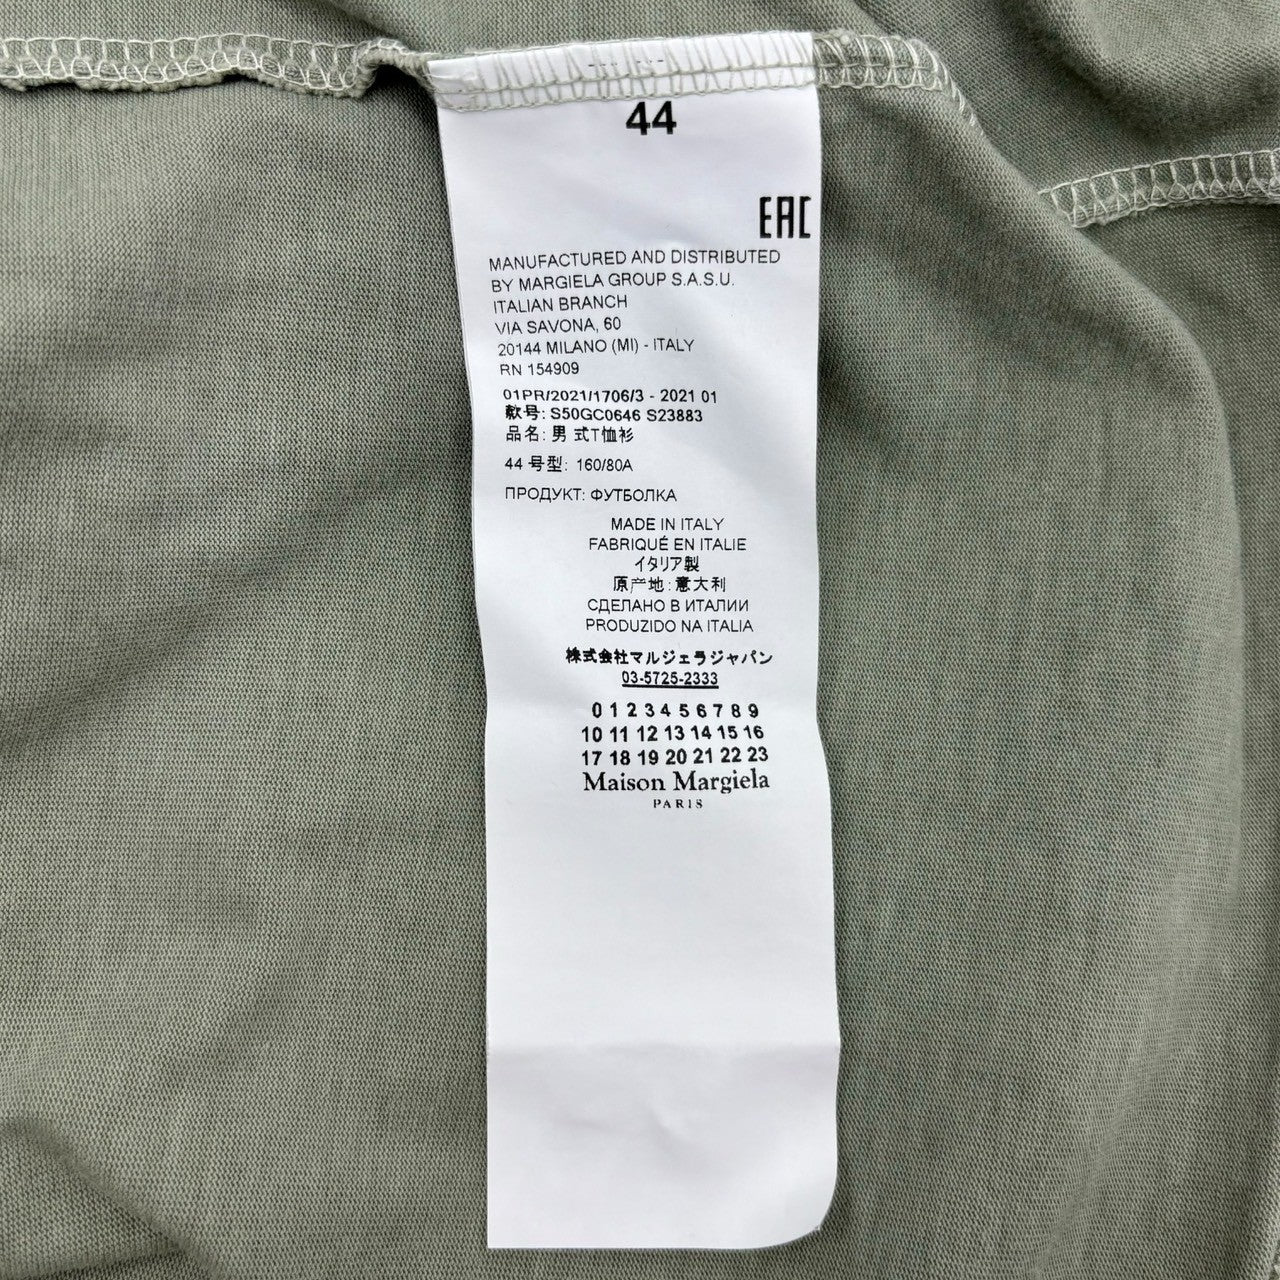 44
EAC
MANUFACTURED AND DISTRIBUTED
BY MARGIELA GROUP S.A.S.U.
ITALIAN BRANCH
VIA SAVONA, 60
20144 MILANO (MI) - ITALY
RN 154909
01PR/2021/1706/3 - 2021 01
款号: S50GC0646 S23883
品名: 男 式T恤衫
44 号型: 160/80A
ПРОДУКТ: ФУТБОЛКА
MADE IN ITALY
FABRIQUÉ EN ITALIE
イタリア製
原产地: 意大利
СДЕЛАНО В ИТАЛИИ
PRODUZIDO NA ITALIA
株式会社マルジェラジャパン
03-5725-2333
0 1 2 3 4 5 6 7 8 9
10 11 12 13 14 15 16
17 18 19 20 21 22 23
Maison Margiela
PARIS